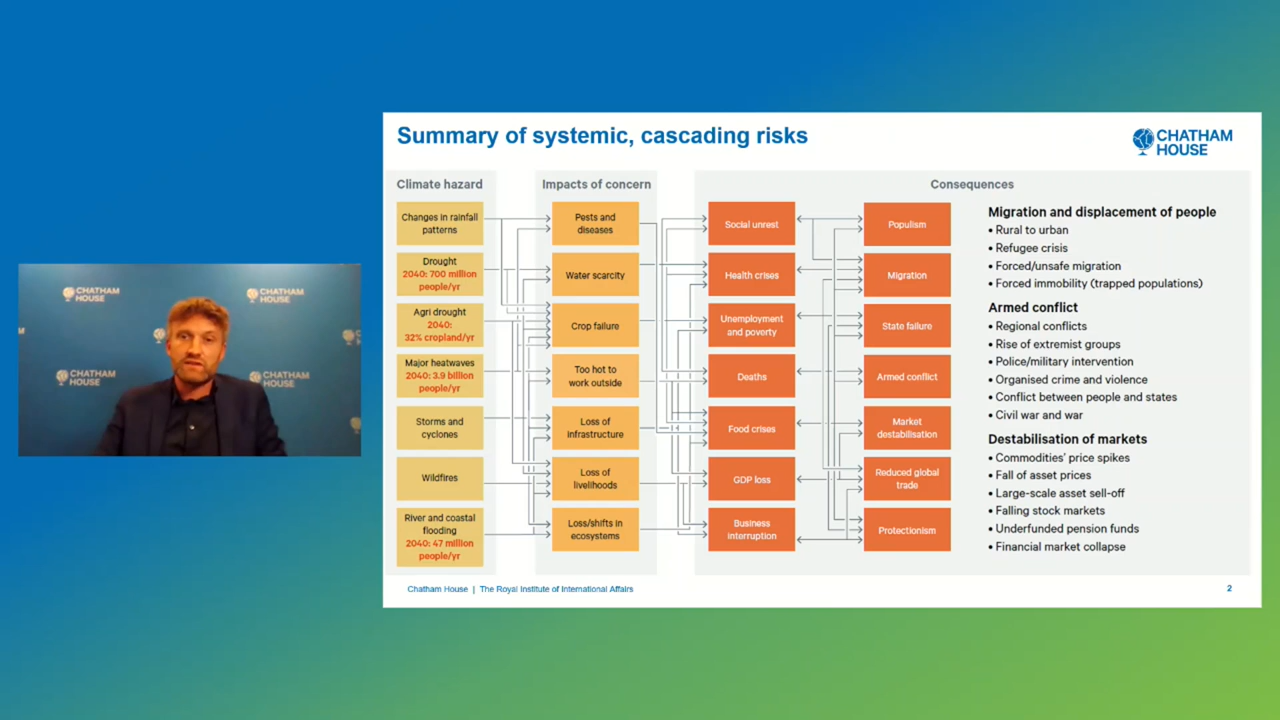 Summary of systemic, cascading risks
CHATHAM
HOUSE
Climate hazard
Impacts of concern
Consequences
Changes in rainfall
patterns
Drought
2040: 700 million
people/yr
Agri drought
2040:
32% cropland/yr
Major heatwaves
2040: 3.9 billion
people/yr
Storms and
cyclones
Wildfires
River and coastal
flooding
2040: 47 million
people/yr
Pests and
diseases
Water scarcity
Crop failure
Too hot to
work outside
Loss of
infrastructure
Loss of
livelihoods
Loss/shifts in
ecosystems
Social unrest
Health crises
Unemployment
and poverty
Deaths
Food crises
GDP loss
Business
interruption
Populism
Migration
State failure
Armed conflict
Market
destabilisation
Reduced global
trade
Protectionism
Migration and displacement of people
• Rural to urban
• Refugee crisis
• Forced/unsafe migration
• Forced immobility (trapped populations)
Armed conflict
• Regional conflicts
• Rise of extremist groups
• Police/military intervention
• Organised crime and violence
• Conflict between people and states
• Civil war and war
Destabilisation of markets
• Commodities' price spikes
• Fall of asset prices
• Large-scale asset sell-off
• Falling stock markets
• Underfunded pension funds
• Financial market collapse
Chatham House | The Royal Institute of International Affairs
2
CHATHAM
HOUSE
CHATHAM
HOUSE
CHATHAM
HOUSE
CHATHAM
HOUSE